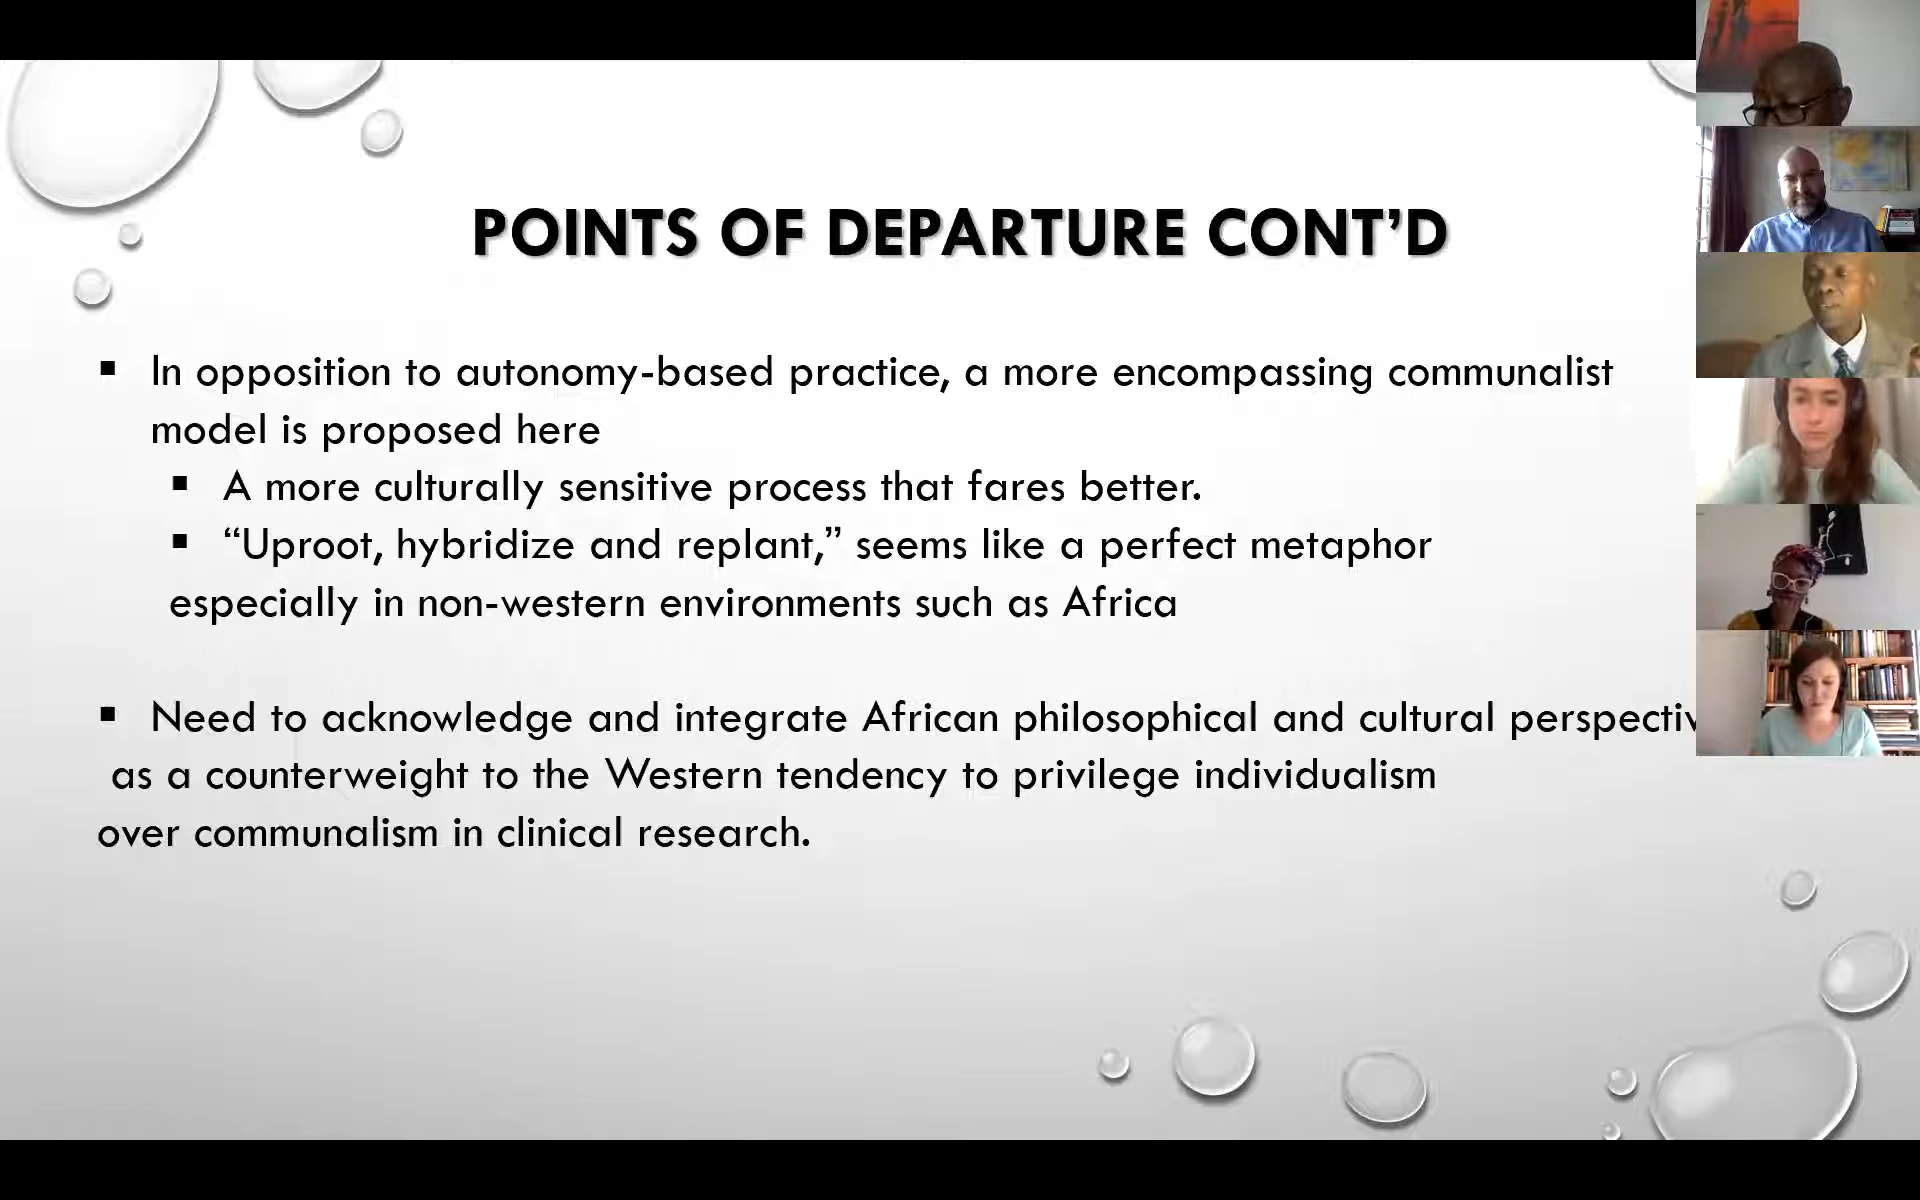 POINTS OF DEPARTURE CONT’D
▪ In opposition to autonomy-based practice, a more encompassing communalist
model is proposed here
▪ A more culturally sensitive process that fares better.
▪ “Uproot, hybridize and replant,” seems like a perfect metaphor
especially in non-western environments such as Africa
▪ Need to acknowledge and integrate African philosophical and cultural
as a counterweight to the Western tendency to privilege individualism
over communalism in clinical research.